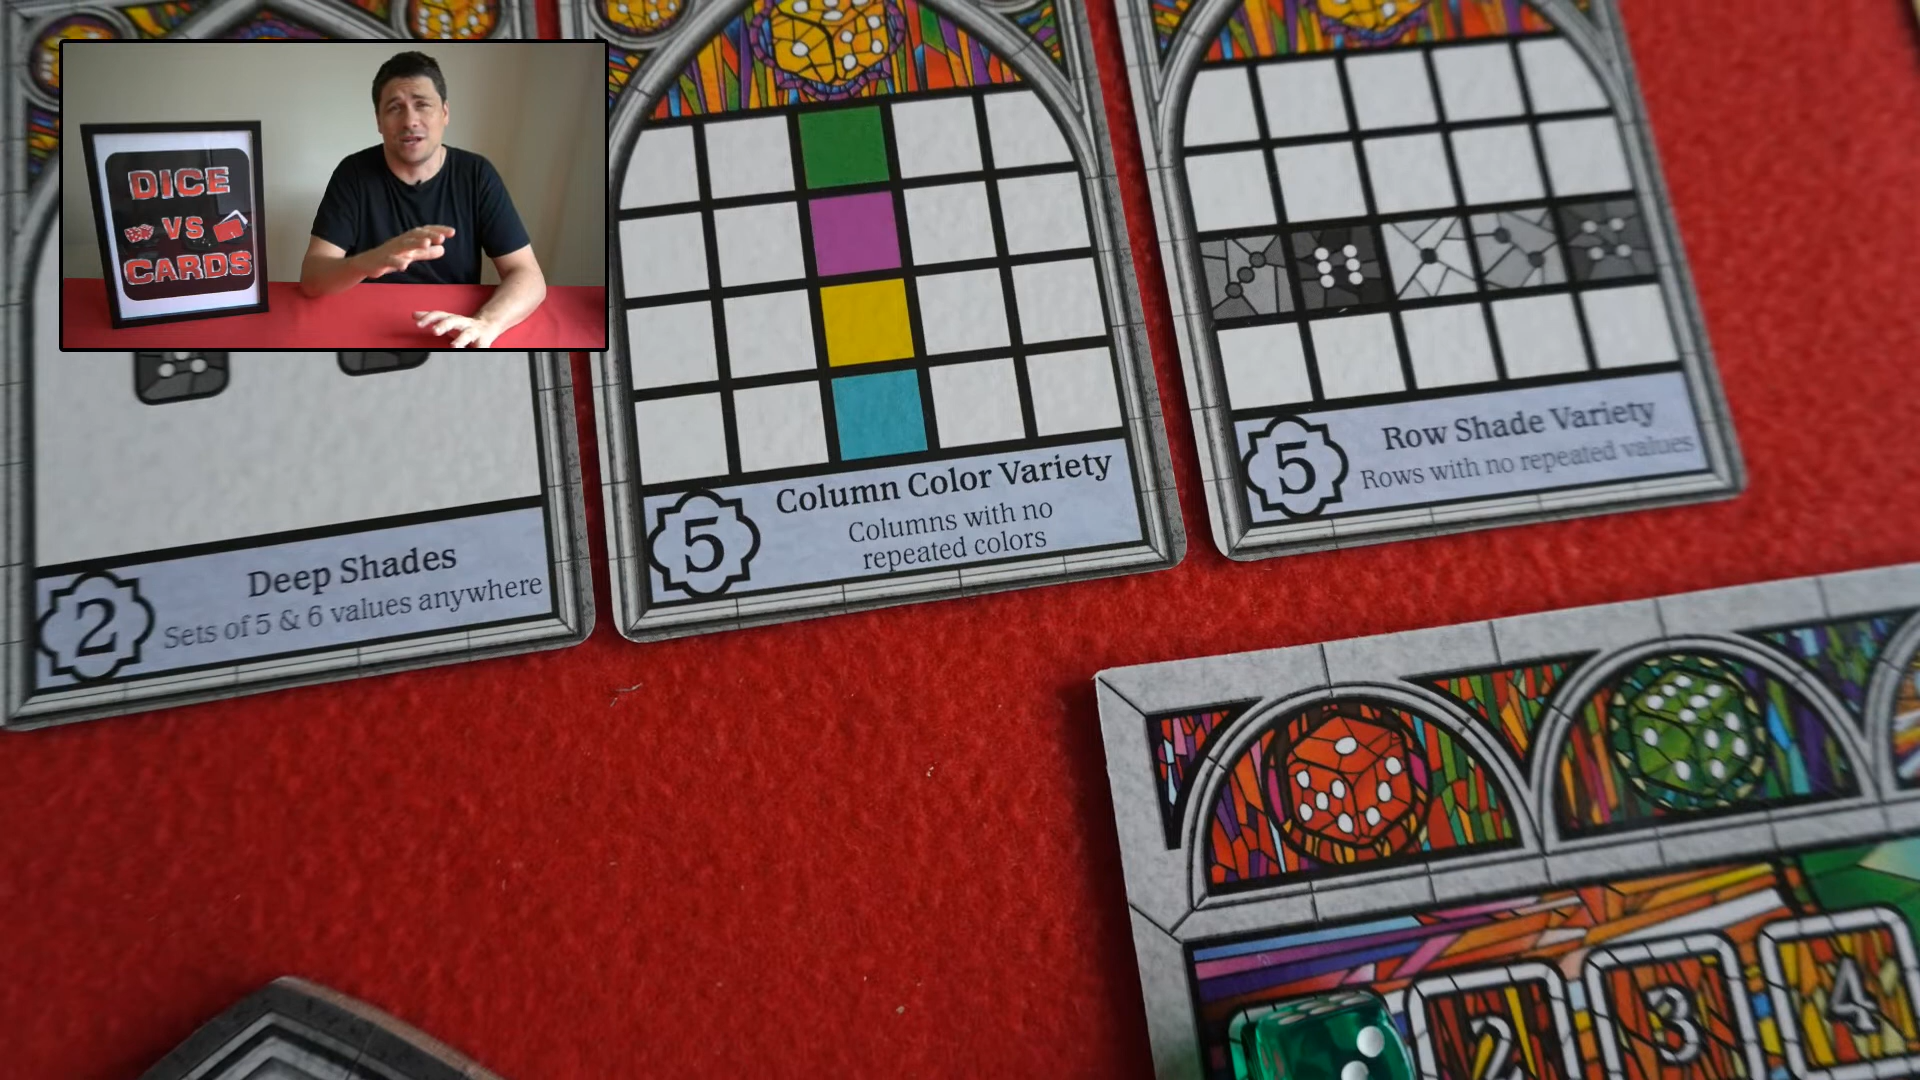 DICE
VS
CARDS
2
Deep Shades
Sets of 5 & 6 values anywhere
5
Column Color Variety
Columns with no
repeated colors
5
Row Shade Variety
Rows with no repeated values
2
3
4